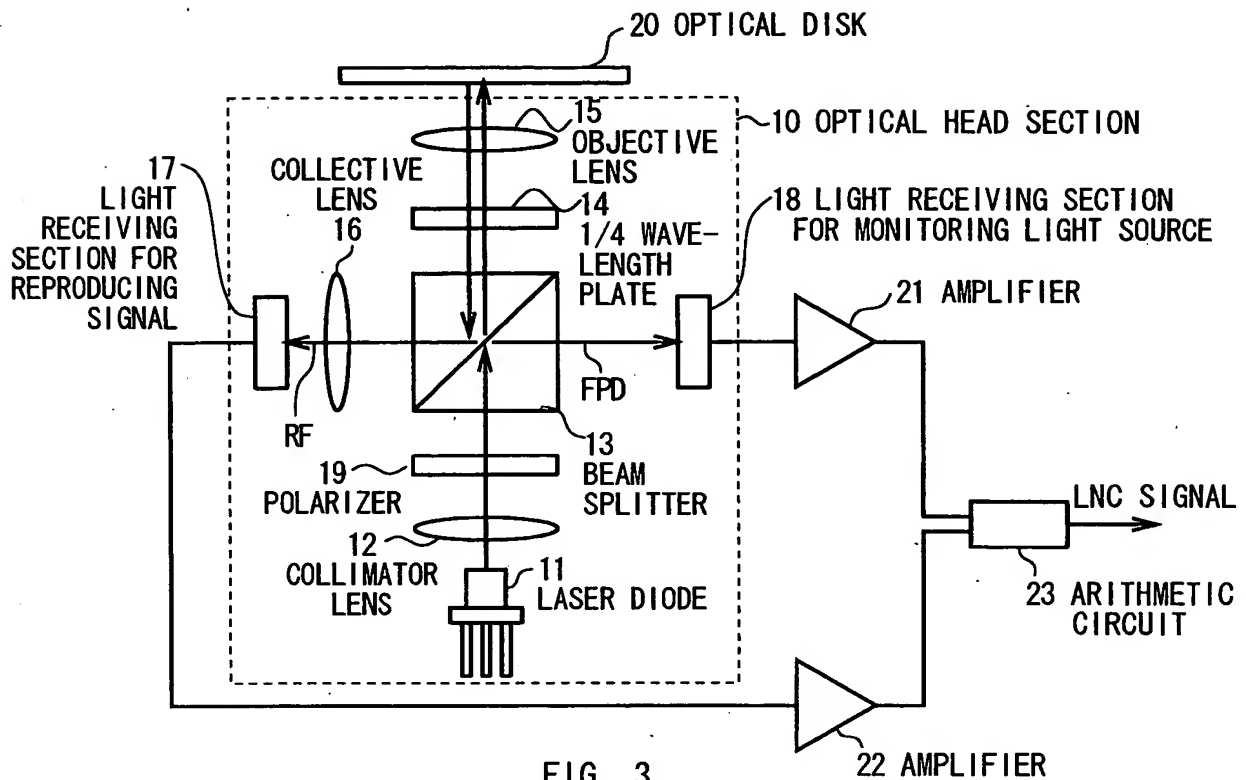 20 OPTICAL DISK
10 OPTICAL HEAD SECTION
15
OBJECTIVE
LENS
COLLECTIVE
LENS
16
17
LIGHT
RECEIVING
SECTION FOR
REPRODUCING
SIGNAL
14
1/4 WAVE-
LENGTH
PLATE
18 LIGHT RECEIVING SECTION
FOR MONITORING LIGHT SOURCE
21 AMPLIFIER
RF
FPD
13
BEAM
SPLITTER
19
POLARIZER
12
COLLIMATOR
LENS
11
LASER DIODE
LNC SIGNAL
23 ARITHMETIC
CIRCUIT
22 AMPLIFIER
FIG. 3